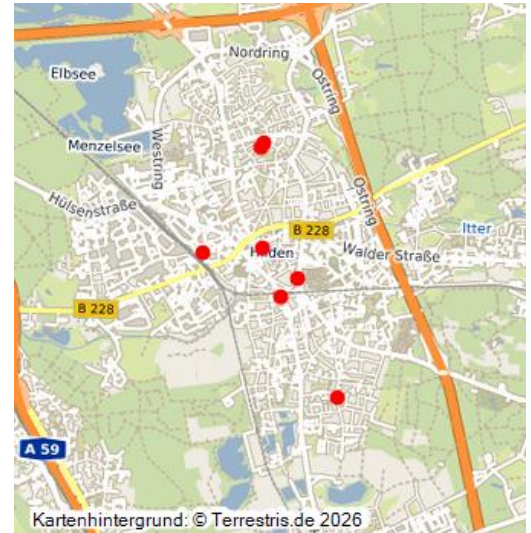 Nordring
Elbsee
Ostring
Westring
Menzelsee
Hülsenstraße
Ostring
B 228
Itter
Walder Straße
B 228
A 59
Kartenhintergrund: © Terrestris.de 2026